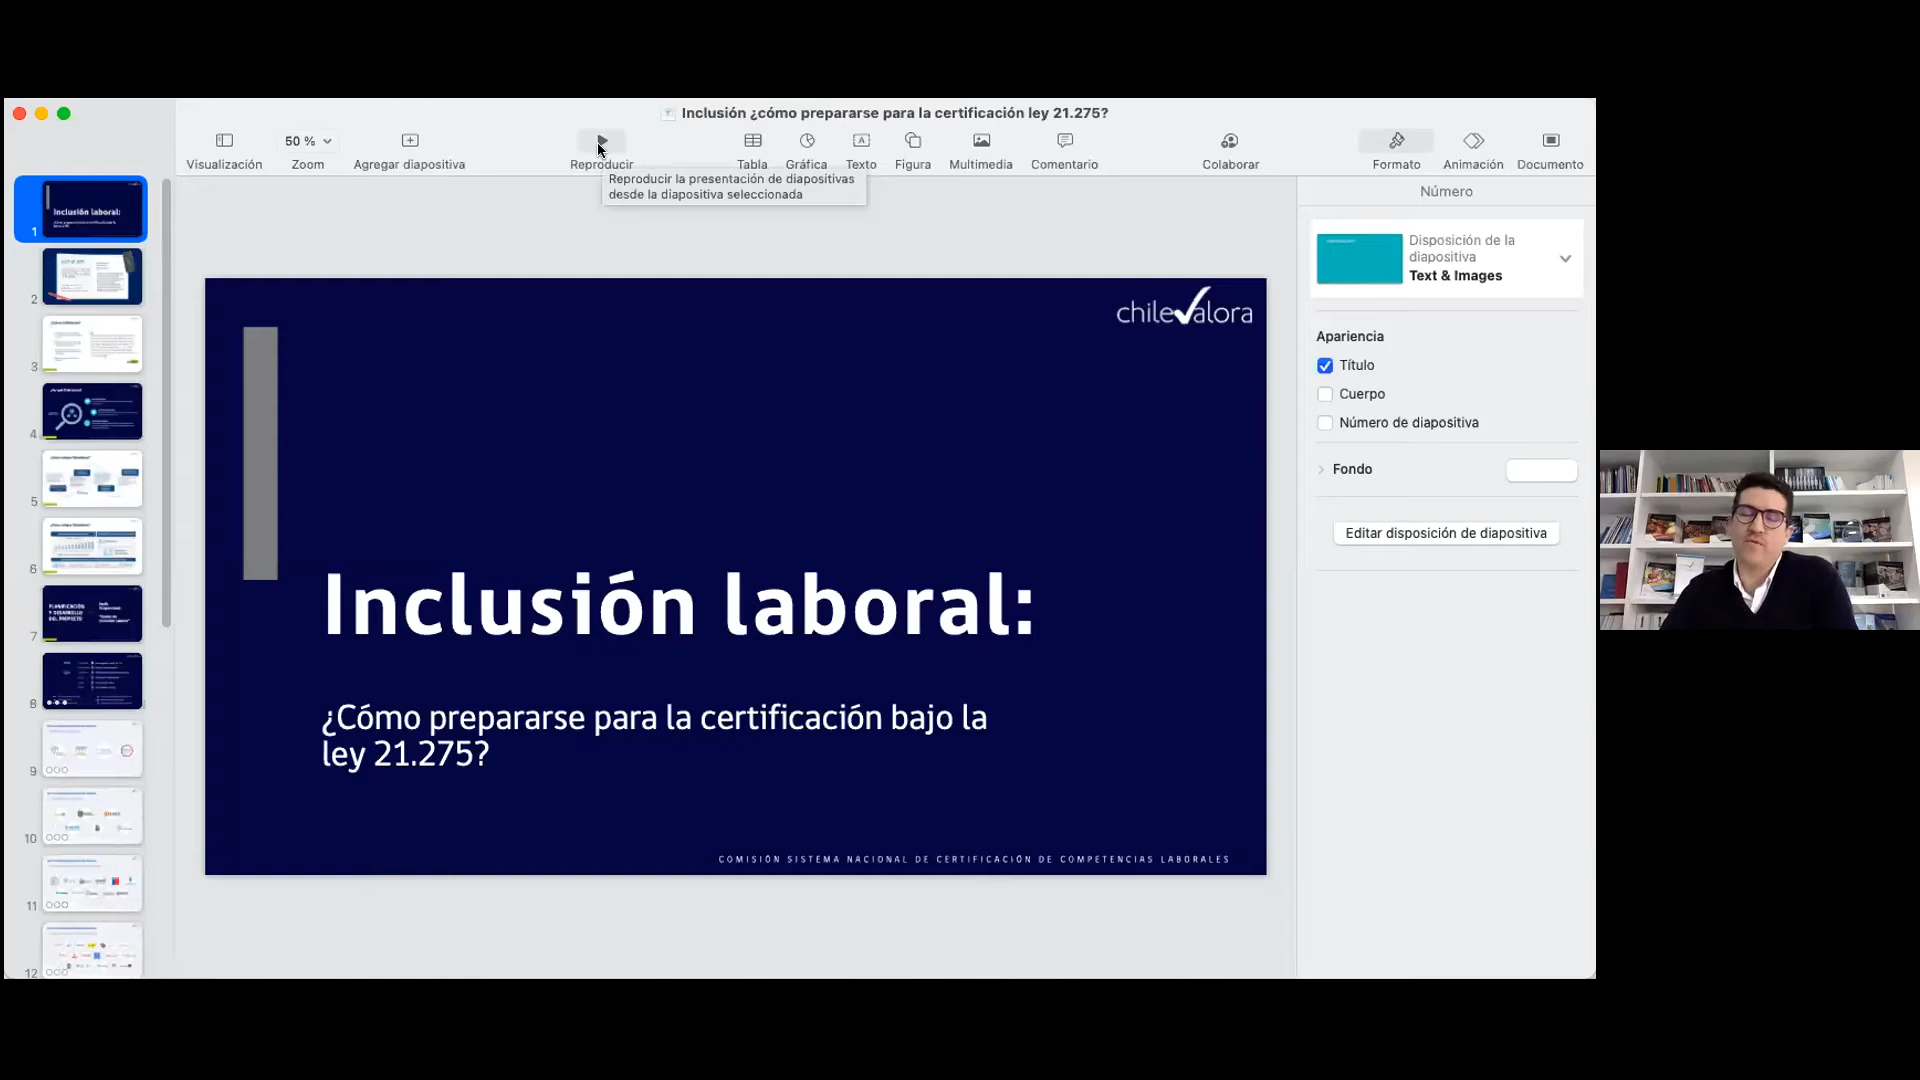 Inclusión ¿cómo prepararse para la certificación ley 21.275?
50 %
Visualización
Zoom
Agregar diapositiva
Reproducir
Tabla
Gráfica
Texto
Figura
Multimedia
Comentario
Colaborar
Formato
Animación
Documento
Reproducir la presentación de diapositivas
desde la diapositiva seleccionada
Número
Disposición de la
diapositiva
Text & Images
Apariencia
Título
Cuerpo
Número de diapositiva
Fondo
Editar disposición de diapositiva
chilevalora
Inclusión laboral:
¿Cómo prepararse para la certificación bajo la
ley 21.275?
COMISIÓN SISTEMA NACIONAL DE CERTIFICACIÓN DE COMPETENCIAS LABORALES
Inclusión laboral:
1
2
3
4
5
6
PLANIFICACIÓN
Y DESARROLLO
DEL PROYECTO
7
8
9
10
11
12